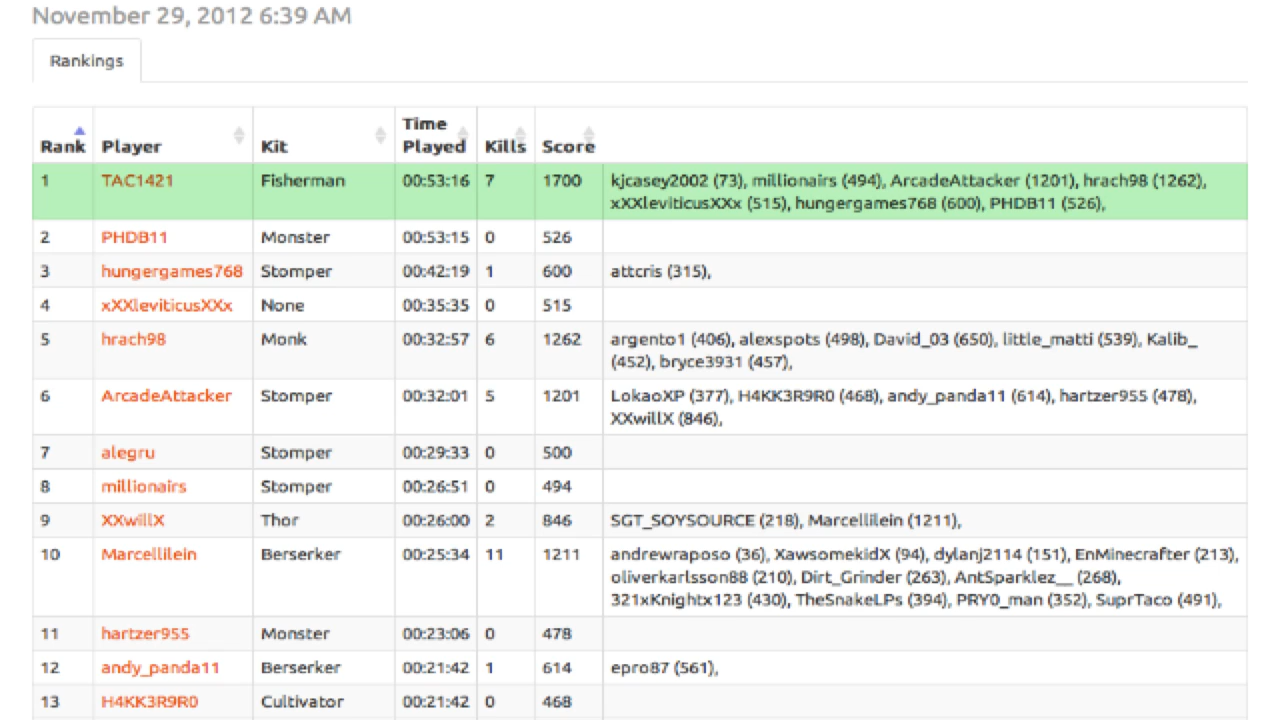 November 29, 2012 6:39 AM
Rankings
Rank Player Kit Time Played Kills Score
1 TAC1421 Fisherman 00:53:16 7 1700 kjcasey2002 (73), millionairs (494), ArcadeAttacker (1201), hrach98 (1262),
xXXleviticusXXx (515), hungergames768 (600), PHDB11 (526),
2 PHDB11 Monster 00:53:15 0 526
3 hungergames768 Stomper 00:42:19 1 600 attcris (315),
4 xXXleviticusXXx None 00:35:35 0 515
5 hrach98 Monk 00:32:57 6 1262 argento1 (406), alexspots (498), David_03 (650), little_matti (539), Kalib_
(452), bryce3931 (457),
6 ArcadeAttacker Stomper 00:32:01 5 1201 LokaoXP (377), H4KK3R9R0 (468), andy_panda11 (614), hartzer955 (478),
XXwillX (846),
7 alegru Stomper 00:29:33 0 500
8 millionairs Stomper 00:26:51 0 494
9 XXwillX Thor 00:26:00 2 846 SGT_SOYSOURCE (218), Marcellilein (1211),
10 Marcellilein Berserker 00:25:34 11 1211 andrewraposo (36), XawsomekidX (94), dylanj2114 (151), EnMinecrafter (213),
oliverkarlsson88 (210), Dirt_Grinder (263), AntSparklez__ (268),
321xKnightx123 (430), TheSnakeLPs (394), PRY0_man (352), SuprTaco (491),
11 hartzer955 Monster 00:23:06 0 478
12 andy_panda11 Berserker 00:21:42 1 614 epro87 (561),
13 H4KK3R9R0 Cultivator 00:21:42 0 468